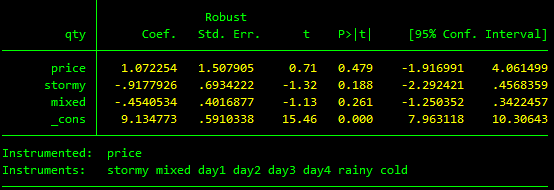 Robust
qty Coef. Std. Err. t P>|t| [95% Conf. Interval]
price 1.072254 1.507905 0.71 0.479 -1.916991 4.061499
stormy -.9177926 .6934222 -1.32 0.188 -2.292421 .4568359
mixed -.4540534 .4016877 -1.13 0.261 -1.250352 .3422457
_cons 9.134773 .5910338 15.46 0.000 7.963118 10.30643
Instrumented: price
Instruments: stormy mixed day1 day2 day3 day4 rainy cold